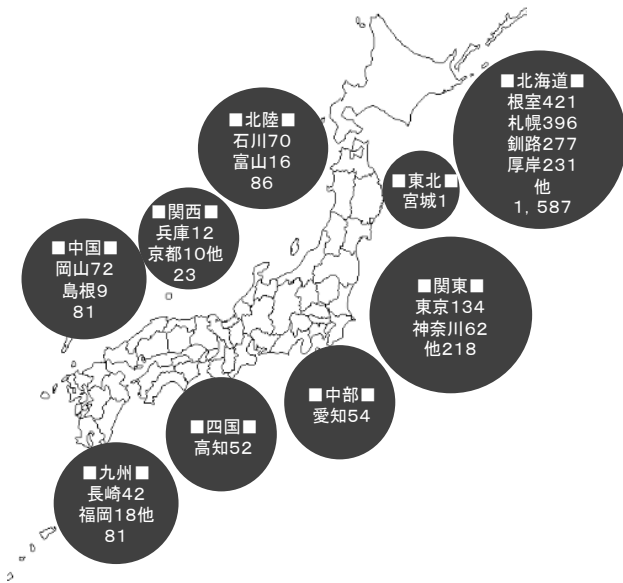 ■北海道■
根室421
札幌396
釧路277
厚岸231
他
1，587
■北陸■
石川70
富山16
86
■東北■
宮城1
■関西■
兵庫12
京都10他
23
■中国■
岡山72
島根9
81
■関東■
東京134
神奈川62
他218
■中部■
愛知54
■四国■
高知52
■九州■
長崎42
福岡18他
81